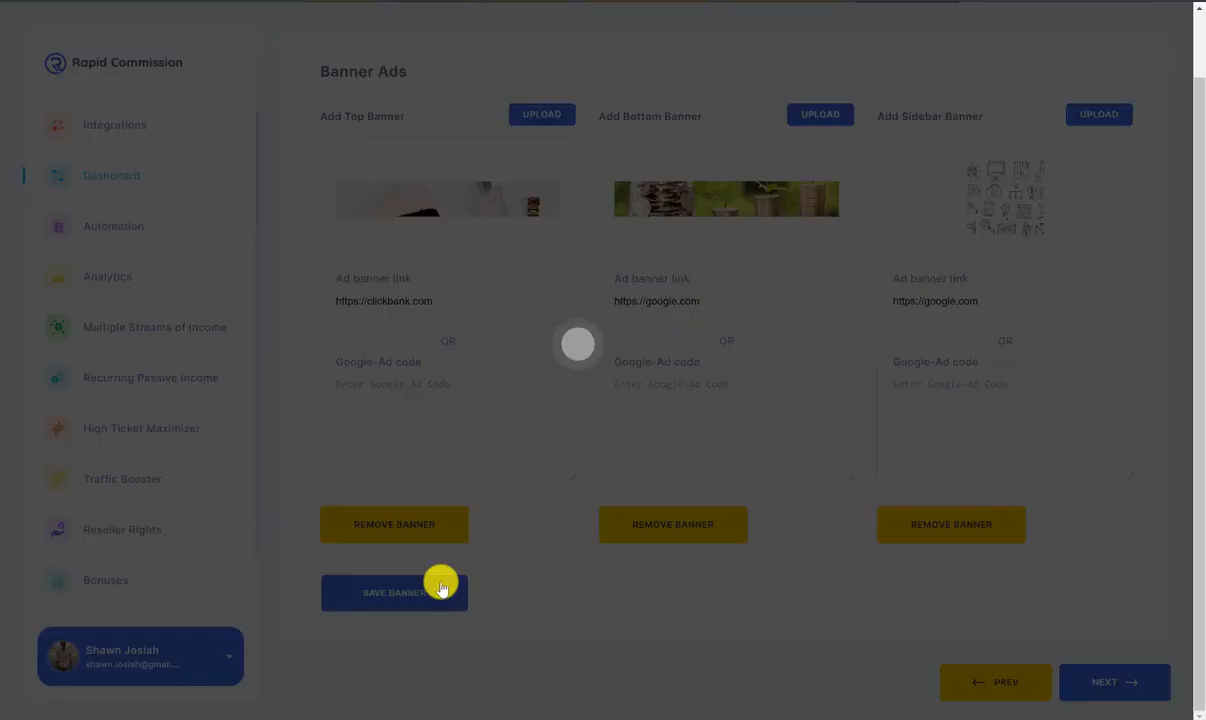 Rapid Commission
Integrations
Dashboard
Automation
Analytics
Multiple Streams of Income
Recurring Passive Income
High Ticket Maximizer
Traffic Booster
Reseller Rights
Bonuses
Shawn Josiah
shawn.josiah@gmail....
Banner Ads
Add Top Banner
UPLOAD
Add Bottom Banner
UPLOAD
Add Sidebar Banner
UPLOAD
Ad banner link
https://clickbank.com
Ad banner link
https://google.com
Ad banner link
https://google.com
OR
OR
OR
Google-Ad code
Enter Google-Ad Code
Google-Ad code
Enter Google-Ad Code
Google-Ad code
Enter Google-Ad Code
REMOVE BANNER
REMOVE BANNER
REMOVE BANNER
SAVE BANNER
← PREV
NEXT →